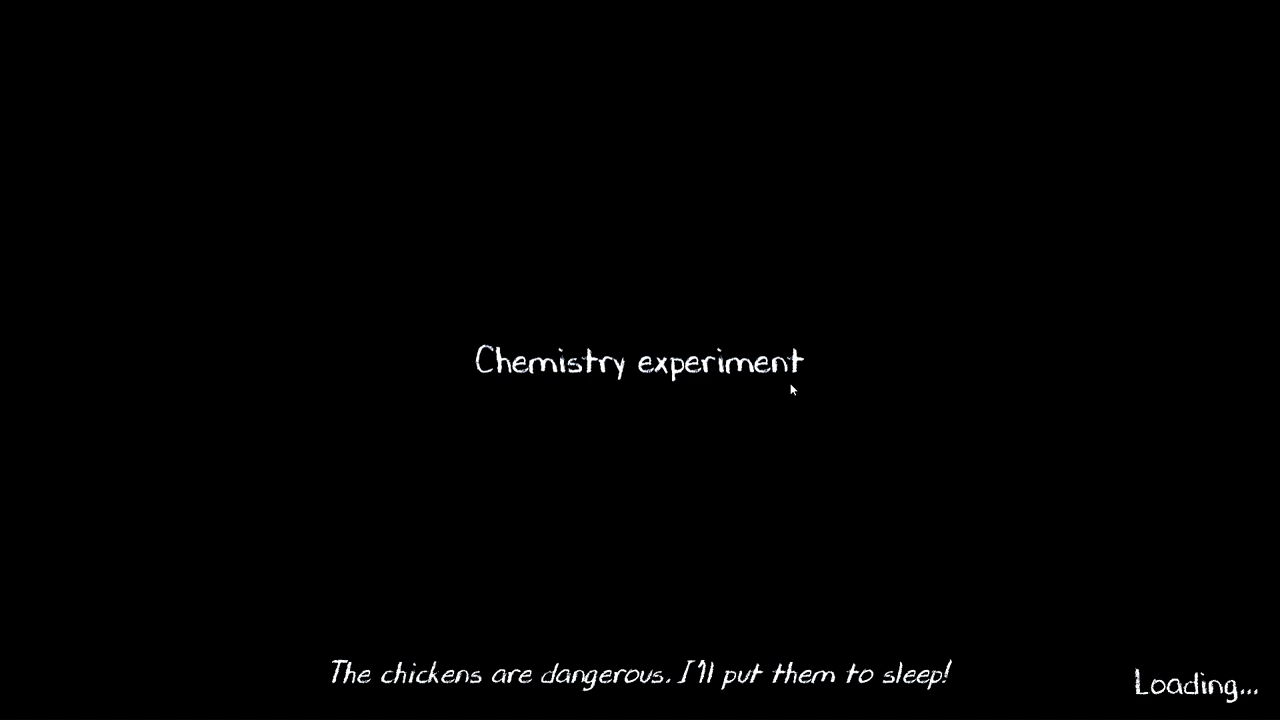 Chemistry experiment
The chickens are dangerous. I'll put them to sleep!
Loading...